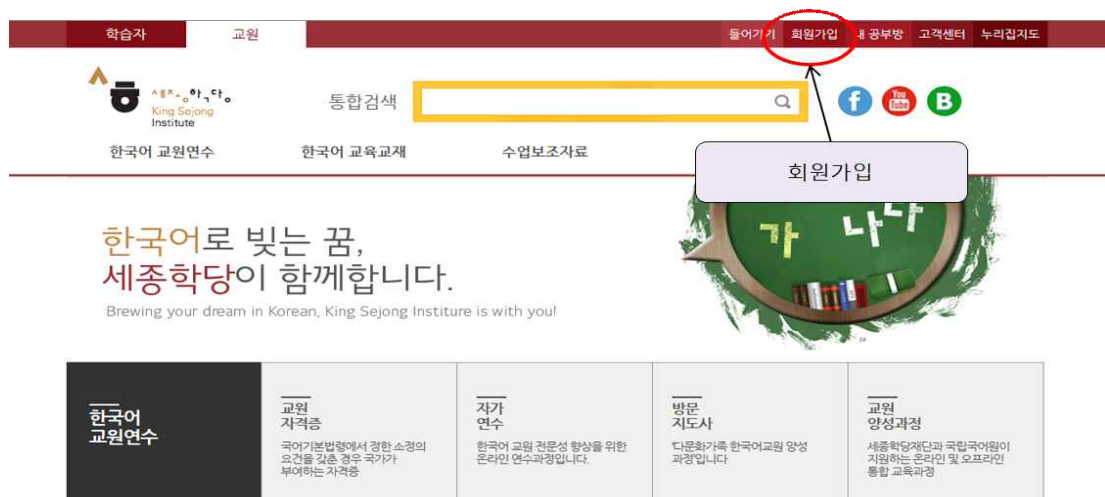 학습자 교원 들어가기 회원가입 내 공부방 고객센터 누리집지도
세종학당
King Sejong
Institute
통합검색
f You Tube B
한국어 교원연수 한국어 교육교재 수업보조자료
회원가입
가 나 다
한국어로 빚는 꿈,
세종학당이 함께합니다.
Brewing your dream in Korean, King Sejong Institure is with you!
한국어
교원연수
교원
자격증
국어기본법령에서 정한 소정의
요건을 갖춘 경우 국가가
부여하는 자격증
자가
연수
한국어 교원 전문성 향상을 위한
온라인 연수과정입니다.
방문
지도사
'다문화가족 한국어교원 양성
과정'입니다
교원
양성과정
세종학당재단과 국립국어원이
지원하는 온라인 및 오프라인
통합 교육과정